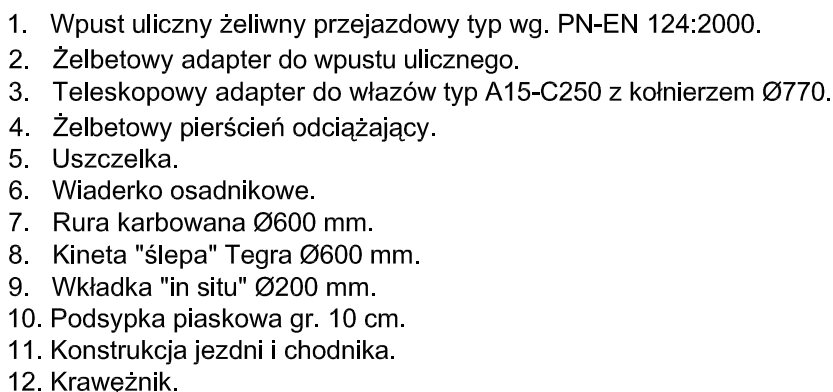 1. Wpust uliczny żeliwny przejazdowy typ wg. PN-EN 124:2000.
2. Żelbetowy adapter do wpustu ulicznego.
3. Teleskopowy adapter do włazów typ A15-C250 z kołnierzem Ø770.
4. Żelbetowy pierścień odciążający.
5. Uszczelka.
6. Wiaderko osadnikowe.
7. Rura karbowana Ø600 mm.
8. Kineta "ślepa" Tegra Ø600 mm.
9. Wkładka "in situ" Ø200 mm.
10. Podsypka piaskowa gr. 10 cm.
11. Konstrukcja jezdni i chodnika.
12. Krawężnik.